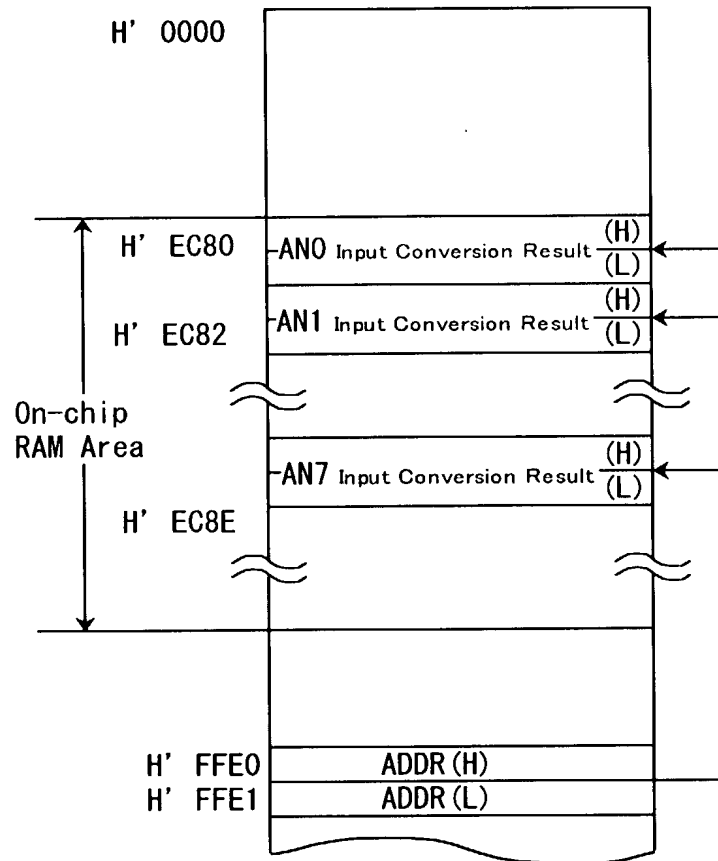 H' 0000
H' EC80
AN0 Input Conversion Result (H)
(L)
H' EC82
AN1 Input Conversion Result (H)
(L)
On-chip
RAM Area
AN7 Input Conversion Result (H)
(L)
H' EC8E
H' FFE0 ADDR(H)
H' FFE1 ADDR(L)